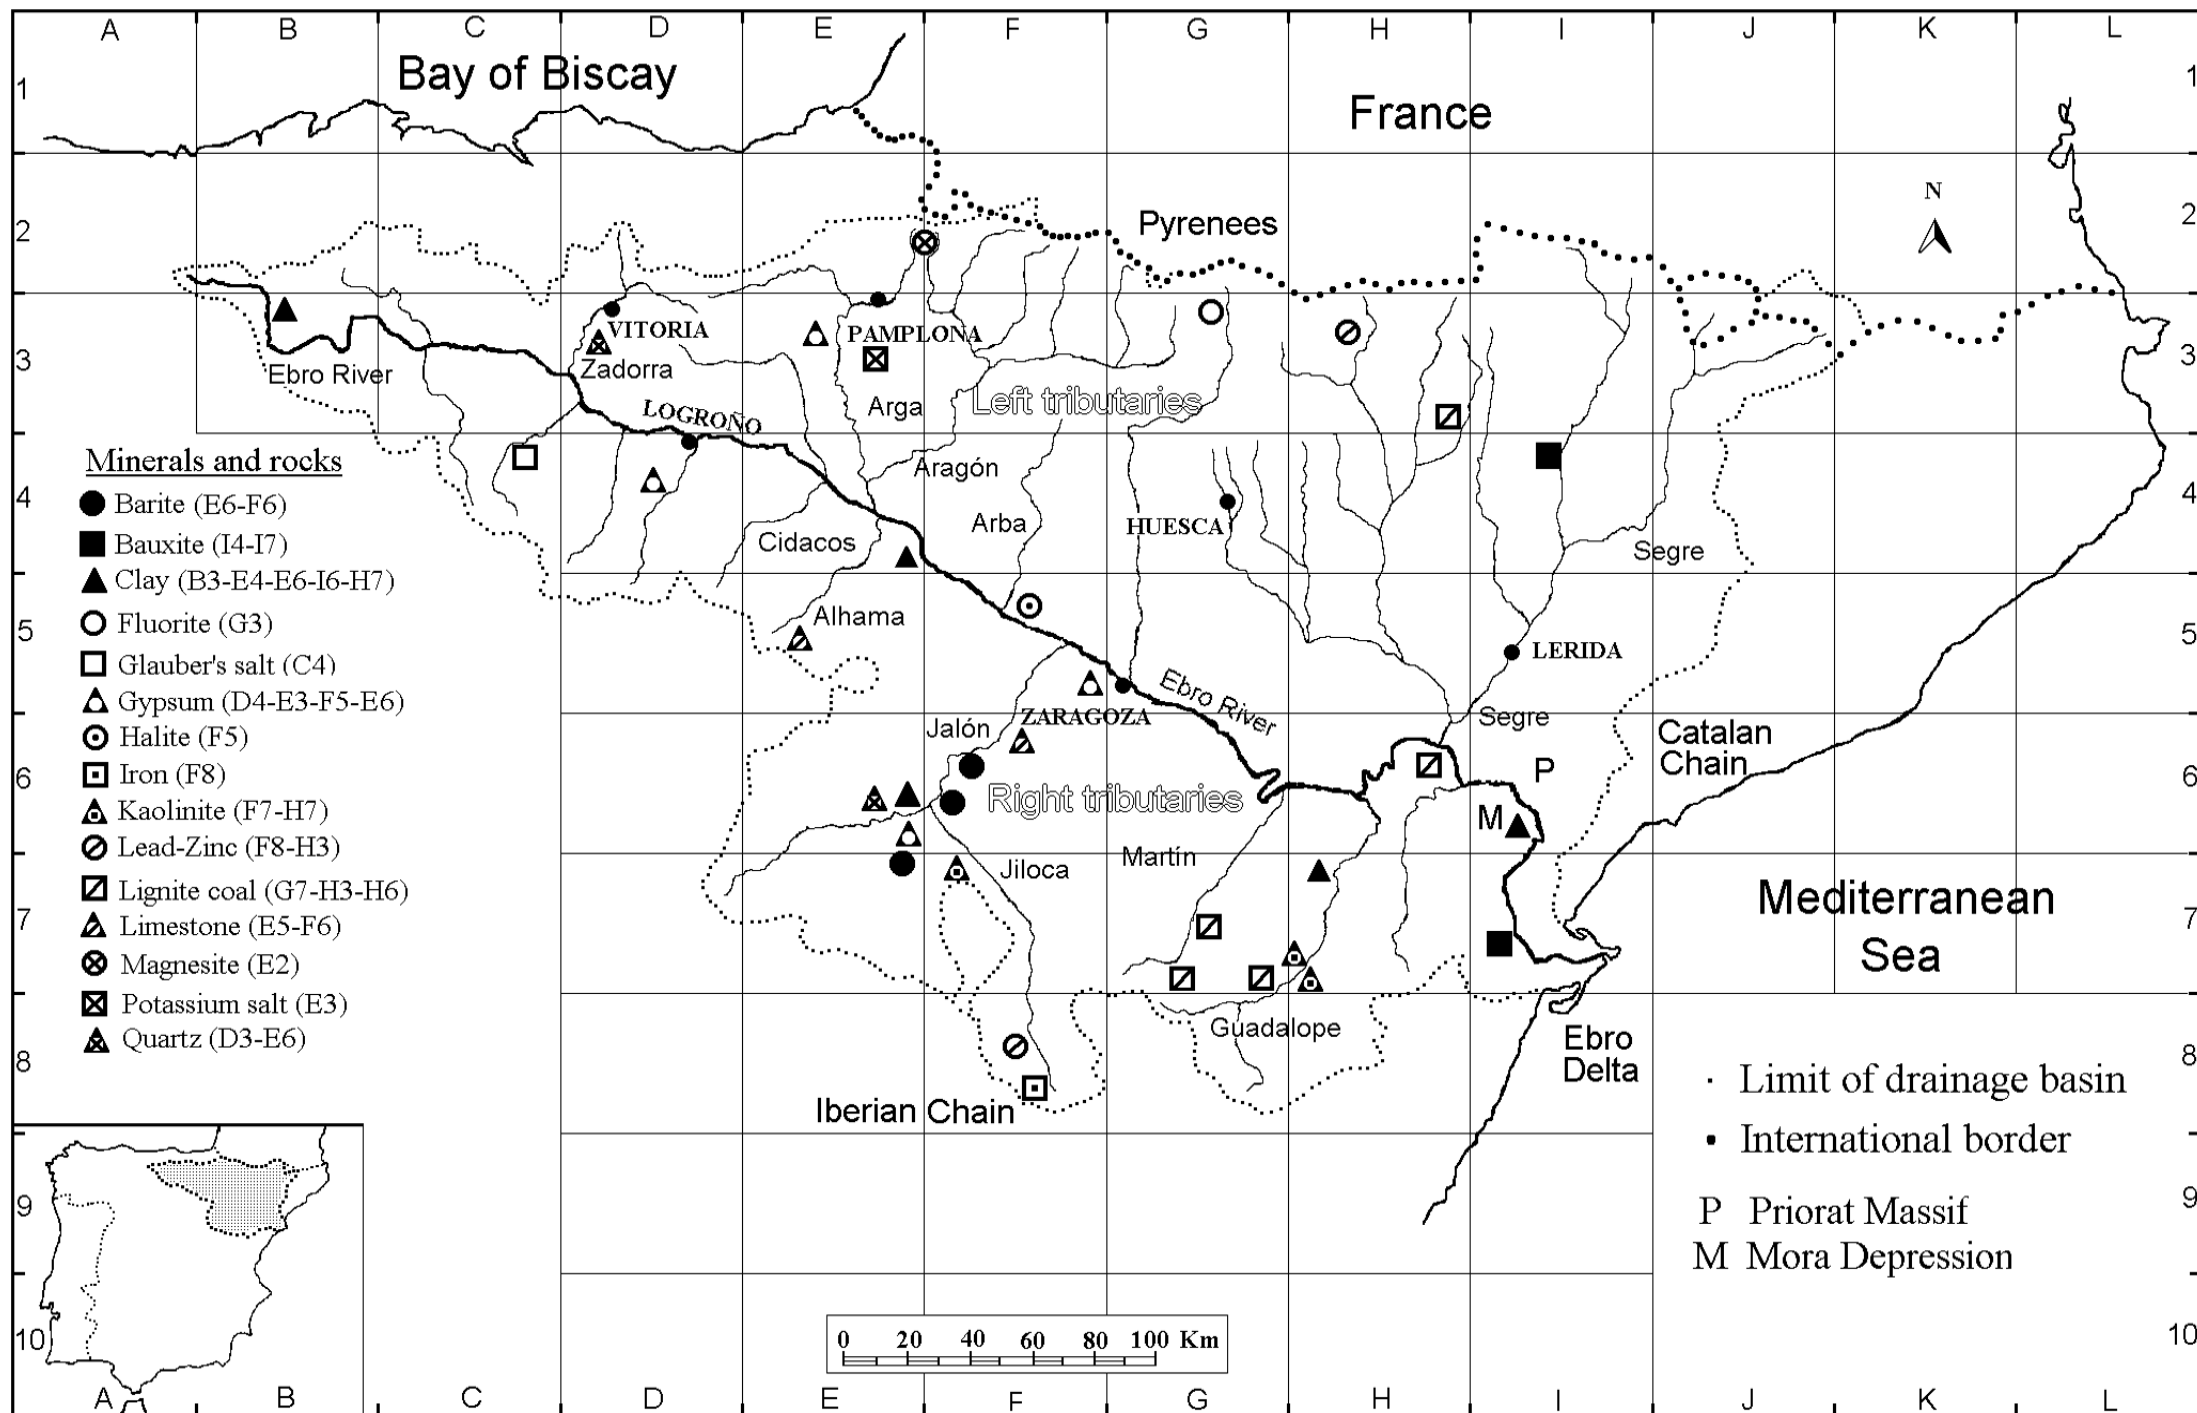 A B C D E F G H I J K L
Bay of Biscay
1 1
France
N
2 2
Pyrenees
VITORIA
PAMPLONA
3 3
Ebro River
Zadorra
Arga
Left tributaries
LOGROÑO
Minerals and rocks
Barite (E6-F6)
Bauxite (I4-I7)
Clay (B3-E4-E6-I6-H7)
Fluorite (G3)
Glauber's salt (C4)
Gypsum (D4-E3-F5-E6)
Halite (F5)
Iron (F8)
Kaolinite (F7-H7)
Lead-Zinc (F8-H3)
Lignite coal (G7-H3-H6)
Limestone (E5-F6)
Magnesite (E2)
Potassium salt (E3)
Quartz (D3-E6)
Aragón
4 4
Arba
HUESCA
Cidacos
Segre
Alhama
5 5
LERIDA
Ebro River
ZARAGOZA
Segre
Jalón
Catalan
Chain
P
6 6
Right tributaries
M
Martín
Jiloca
7 7
Mediterranean
Sea
Guadalope
Ebro
Delta
8 8
Iberian Chain
· Limit of drainage basin
• International border
P Priorat Massif
M Mora Depression
9 9
10 10
0 20 40 60 80 100 Km
A B C D E F G H I J K L